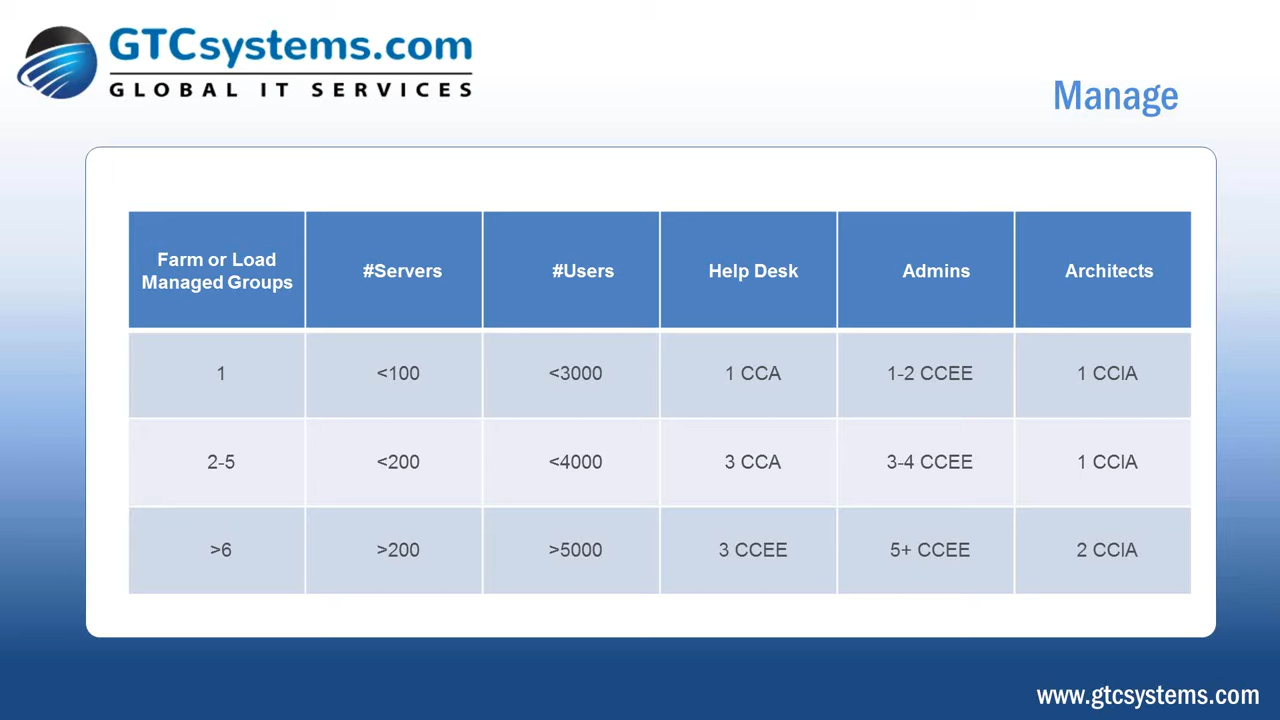 GTCsystems.com
GLOBAL IT SERVICES
Manage
Farm or Load
Managed Groups
#Servers
#Users
Help Desk
Admins
Architects
1
<100
<3000
1 CCA
1-2 CCEE
1 CCIA
2-5
<200
<4000
3 CCA
3-4 CCEE
1 CCIA
>6
>200
>5000
3 CCEE
5+ CCEE
2 CCIA
www.gtcsystems.com